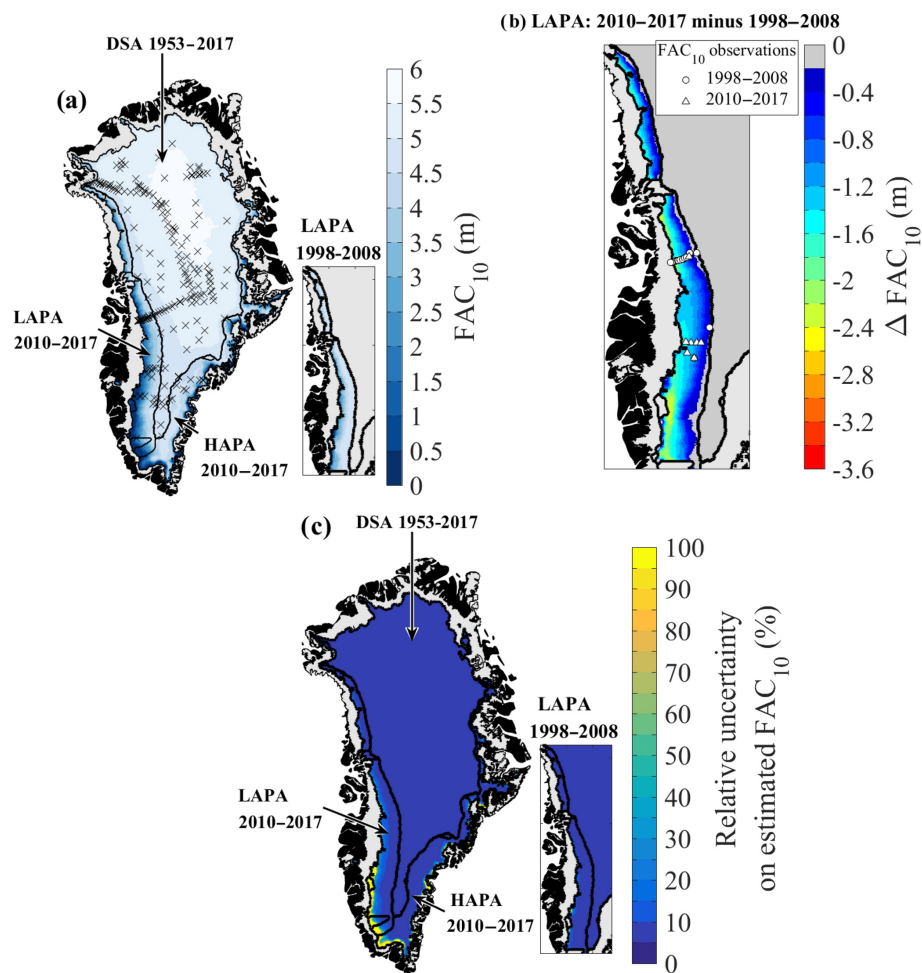 DSA 1953–2017
(a)
6
5.5
5
4.5
4
3.5
3
2.5
2
1.5
1
0.5
0
FAC10 (m)
LAPA
1998–2008
LAPA
2010–2017
HAPA
2010–2017
(b) LAPA: 2010–2017 minus 1998–2008
FAC10 observations
1998–2008
2010–2017
0
-0.4
-0.8
-1.2
-1.6
-2
-2.4
-2.8
-3.2
-3.6
Δ FAC10 (m)
(c)
DSA 1953-2017
100
90
80
70
60
50
40
30
20
10
0
Relative uncertainty
on estimated FAC10 (%)
LAPA
1998–2008
LAPA
2010–2017
HAPA
2010–2017